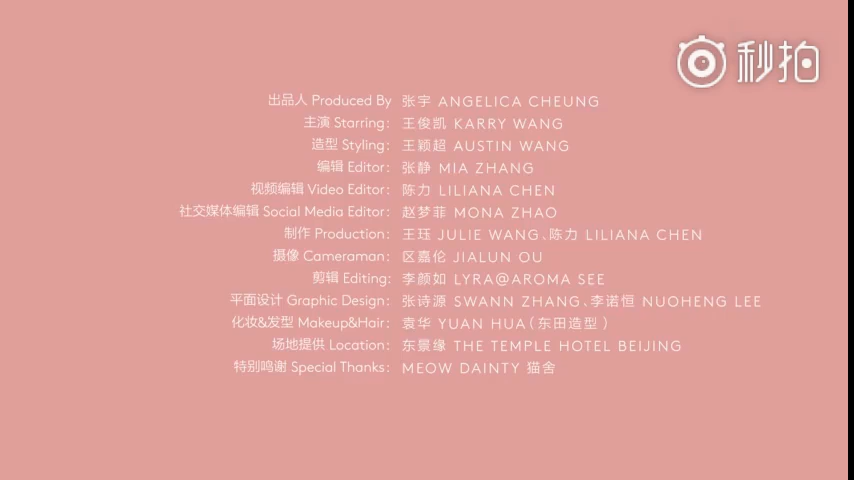 秒拍
出品人 Produced By 张宇 ANGELICA CHEUNG
主演 Starring: 王俊凯 KARRY WANG
造型 Styling: 王颖超 AUSTIN WANG
编辑 Editor: 张静 MIA ZHANG
视频编辑 Video Editor: 陈力 LILIANA CHEN
社交媒体编辑 Social Media Editor: 赵梦菲 MONA ZHAO
制作 Production: 王珏 JULIE WANG、陈力 LILIANA CHEN
摄像 Cameraman: 区嘉伦 JIALUN OU
剪辑 Editing: 李颜如 LYRA@AROMA SEE
平面设计 Graphic Design: 张诗源 SWANN ZHANG、李诺恒 NUOHENG LEE
化妆&发型 Makeup&Hair: 袁华 YUAN HUA(东田造型)
场地提供 Location: 东景缘 THE TEMPLE HOTEL BEIJING
特别鸣谢 Special Thanks: MEOW DAINTY 猫舍